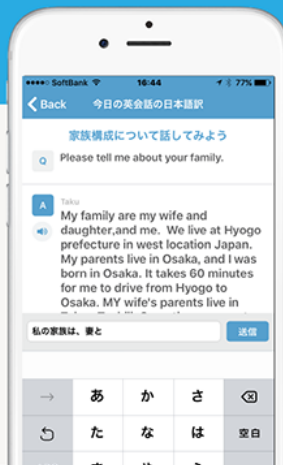 SoftBank 16:44 77%
Back 今日の英会話の日本語訳
家族構成について話してみよう
Q Please tell me about your family.
A Taku
My family are my wife and
daughter,and me. We live at Hyogo
prefecture in west location Japan.
My parents live in Osaka, and I was
born in Osaka. It takes 60 minutes
for me to drive from Hyogo to
Osaka. MY wife's parents live in
私の家族は、妻と 送信
→ あ か さ
た な は 空白